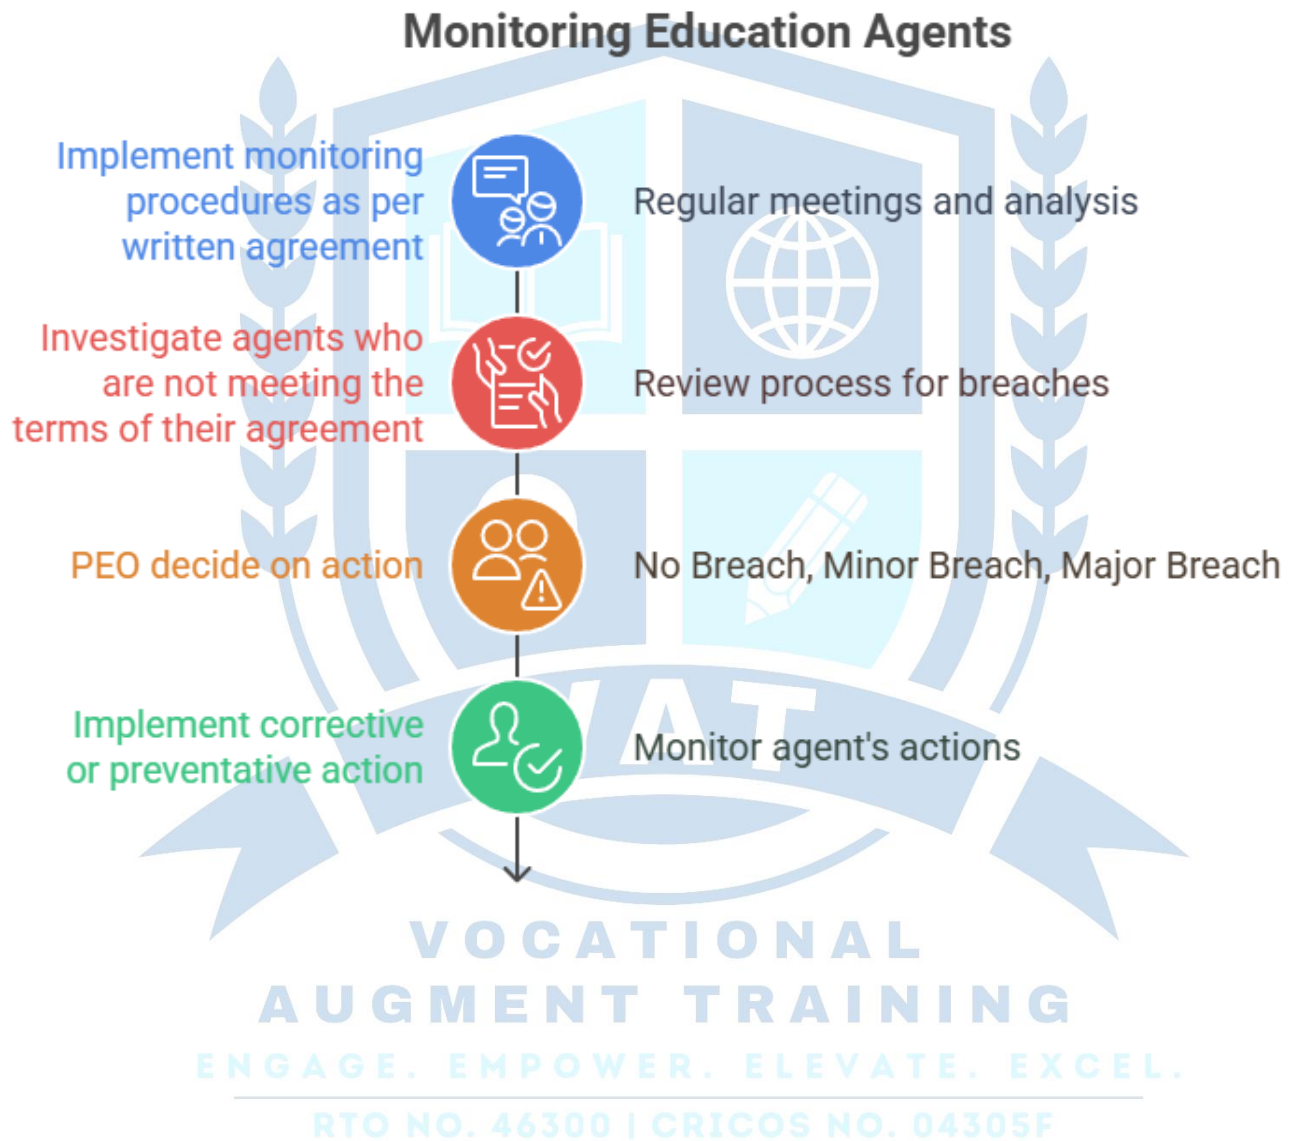 Monitoring Education Agents
Implement monitoring
procedures as per
written agreement
Regular meetings and analysis
Investigate agents who
are not meeting the
terms of their agreement
Review process for breaches
PEO decide on action
No Breach, Minor Breach, Major Breach
Implement corrective
or preventative action
Monitor agent's actions
VAT
VOCATIONAL
AUGMENT TRAINING
ENGAGE. EMPOWER. ELEVATE. EXCEL.
RTO NO. 46300 | CRICOS NO. 04305F